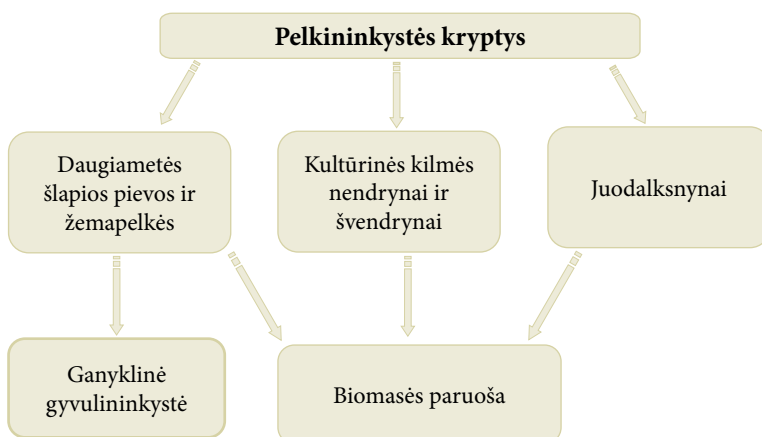 Pelkininkystės kryptys
Daugiametės
šlapios pievos ir
žemapelkės
Kultūrinės kilmės
nendrynai ir
švendrynai
Juodalksnynai
Ganyklinė
gyvulininkystė
Biomasės paruoša